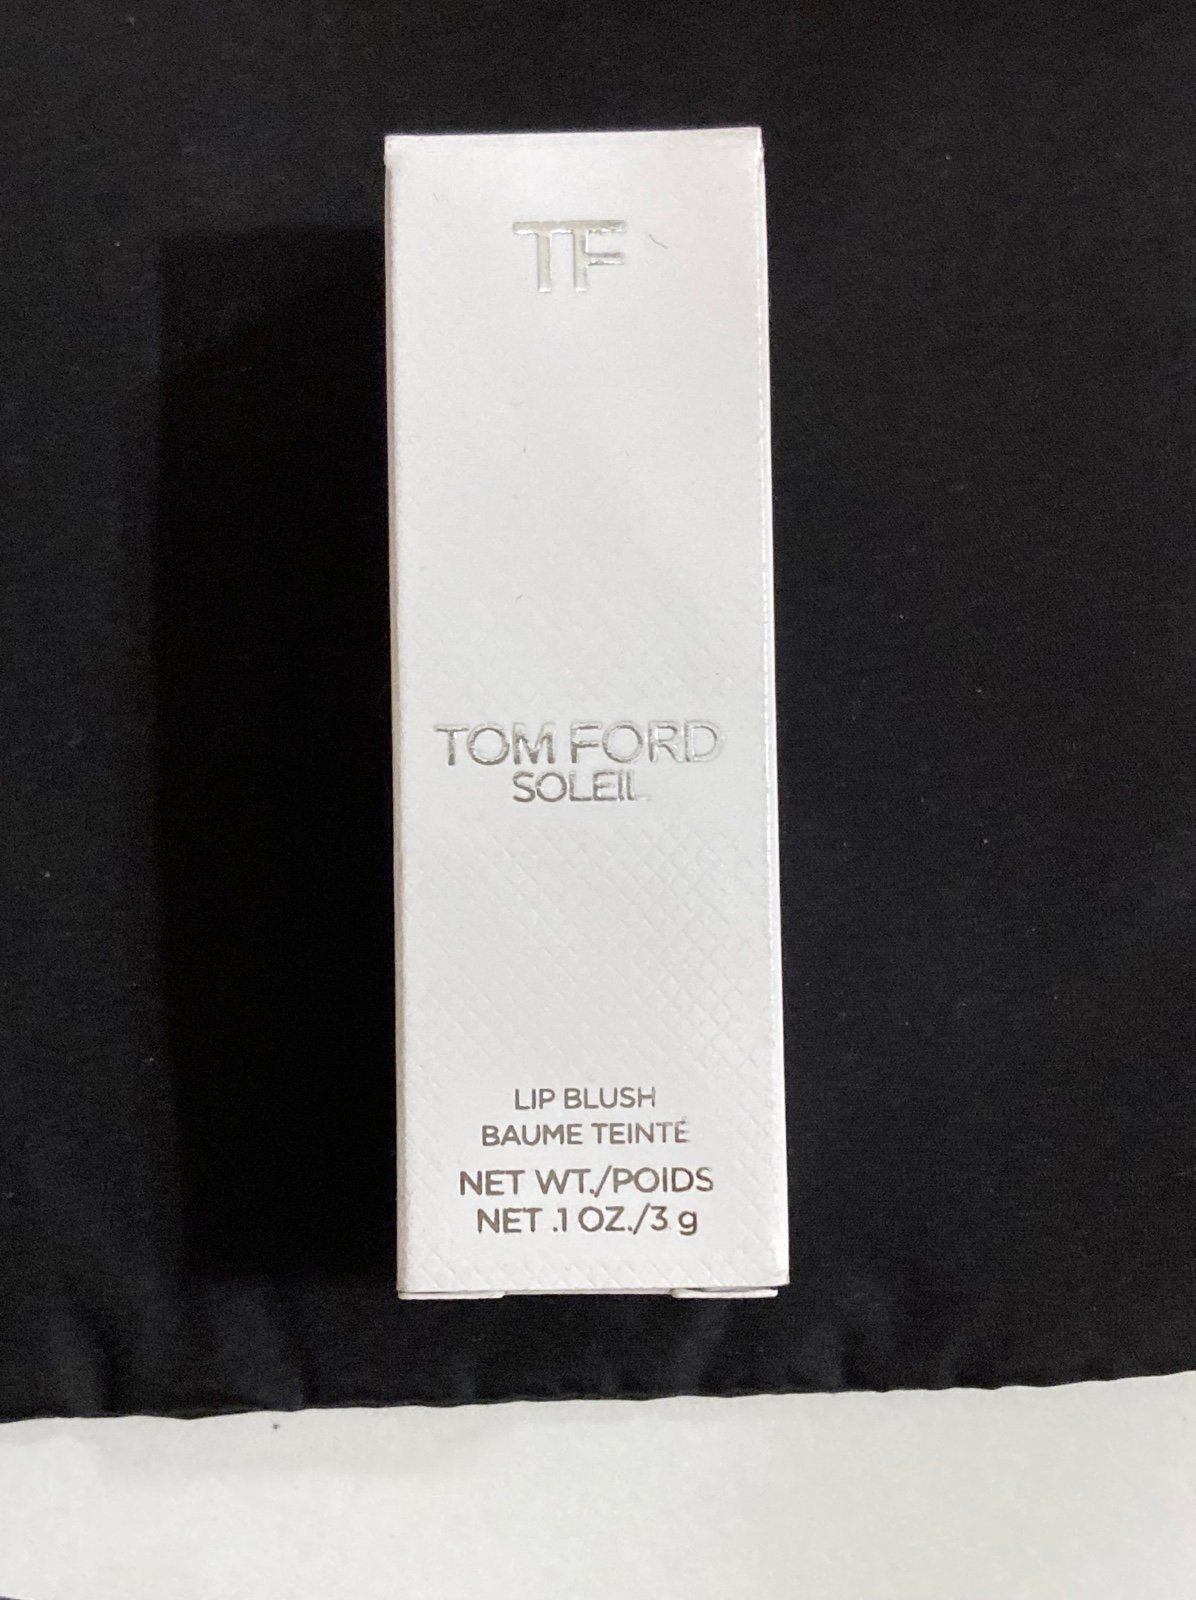 TF
TOM FORD
SOLEIL
LIP BLUSH
BAUME TEINTÉ
NET WT./POIDS
NET .1 OZ./3 g